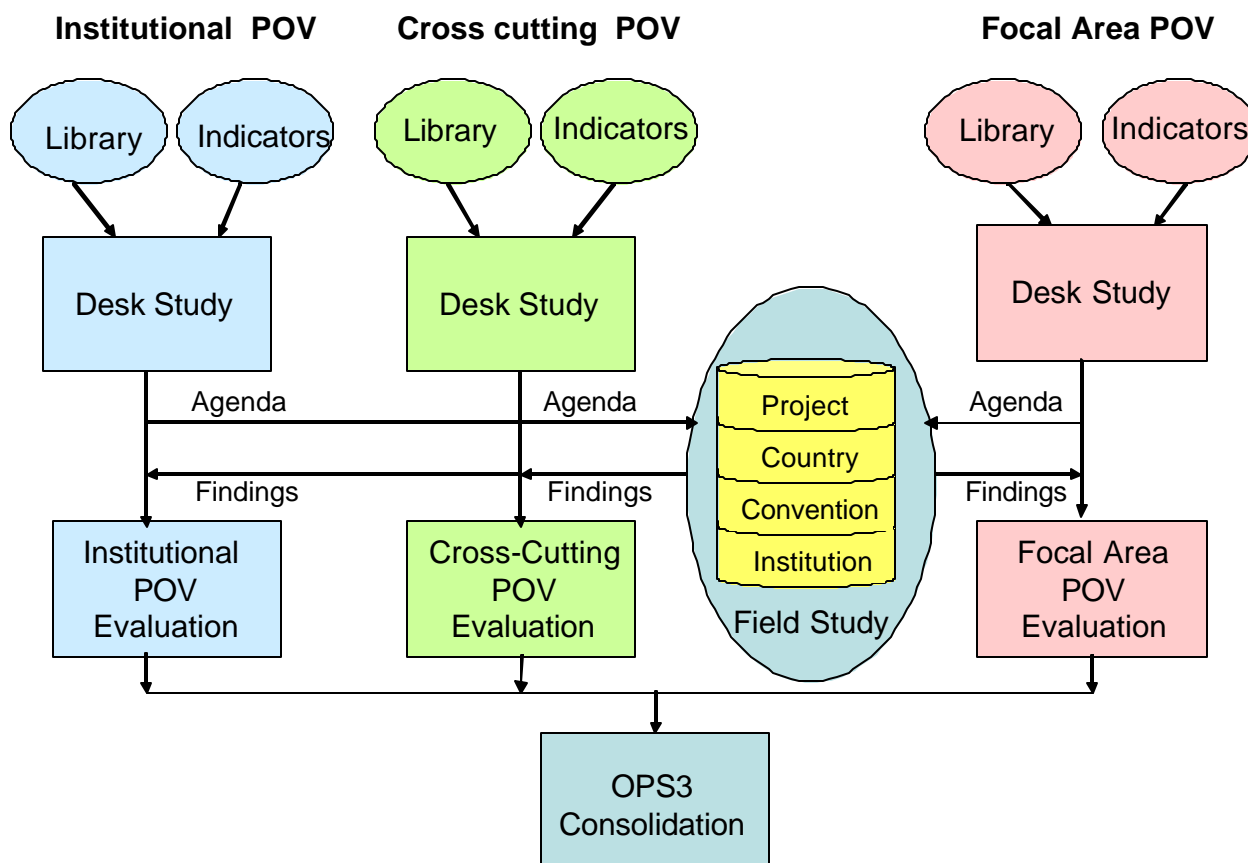 Institutional POV
Cross cutting POV
Focal Area POV
Library
Indicators
Library
Indicators
Library
Indicators
Desk Study
Desk Study
Desk Study
Agenda
Agenda
Agenda
Project
Country
Convention
Institution
Field Study
Findings
Findings
Findings
Institutional
POV
Evaluation
Cross-Cutting
POV
Evaluation
Focal Area
POV
Evaluation
OPS3
Consolidation